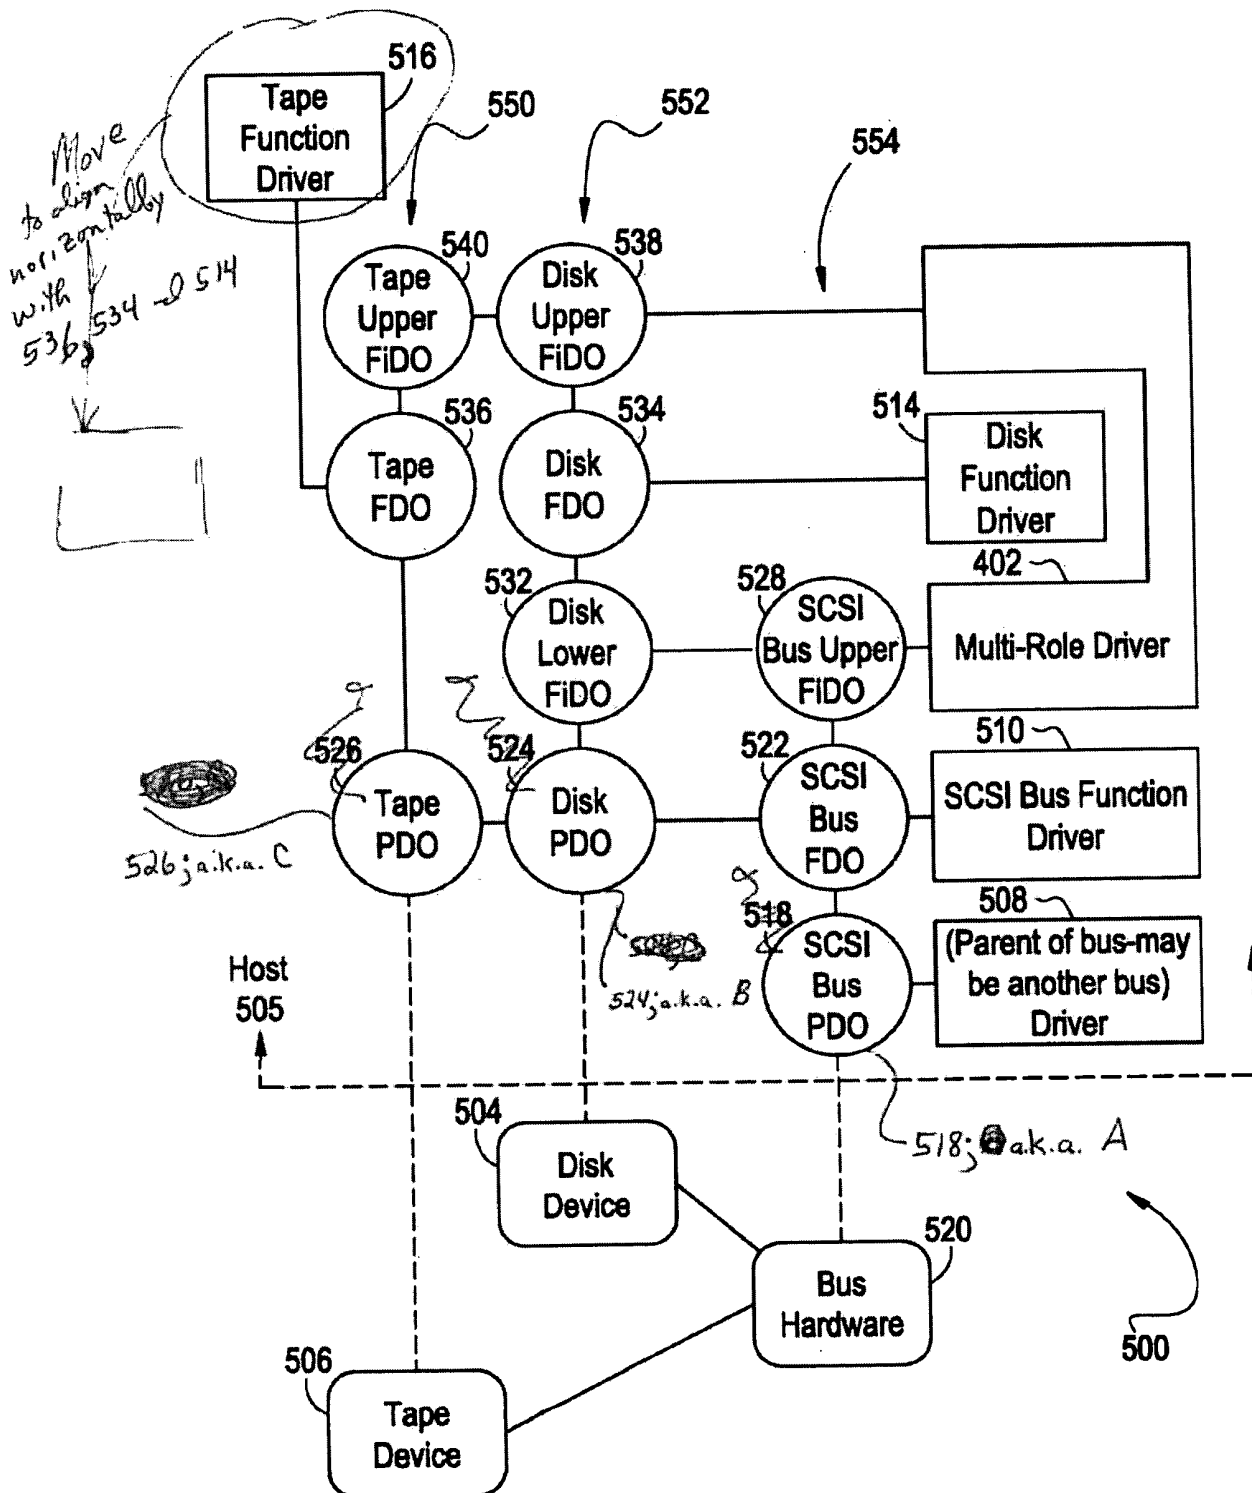 516
Tape
Function
Driver
550
552
554
Move
to align
horizontally
with
536, 534 and 514
540
Tape
Upper
FiDO
538
Disk
Upper
FiDO
536
Tape
FDO
534
Disk
FDO
514
Disk
Function
Driver
402
Multi-Role Driver
532
Disk
Lower
FiDO
528
SCSI
Bus Upper
FiDO
526
Tape
PDO
524
Disk
PDO
522
SCSI
Bus
FDO
510
SCSI Bus Function
Driver
526; a.k.a. C
524; a.k.a. B
518
SCSI
Bus
PDO
508
(Parent of bus-may
be another bus)
Driver
Host
505
518; a.k.a. A
504
Disk
Device
520
Bus
Hardware
500
506
Tape
Device